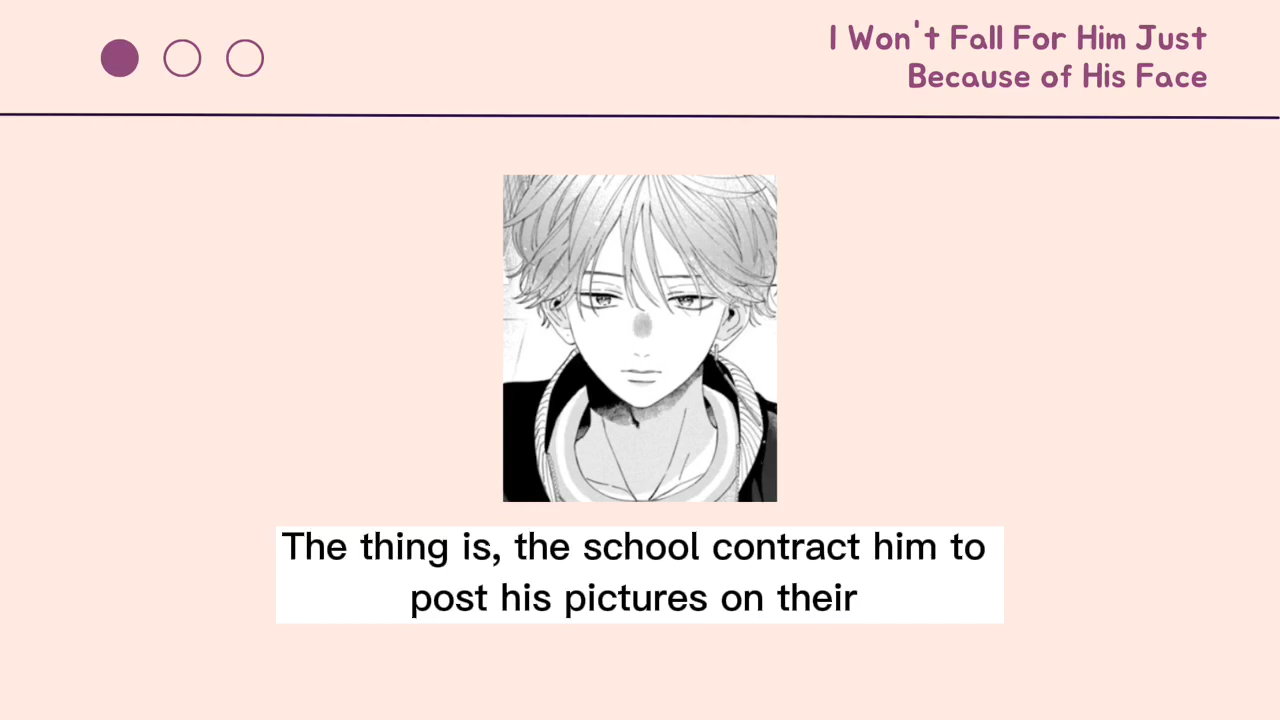 I Won't Fall For Him Just
Because of His Face
The thing is, the school contract him to
post his pictures on their